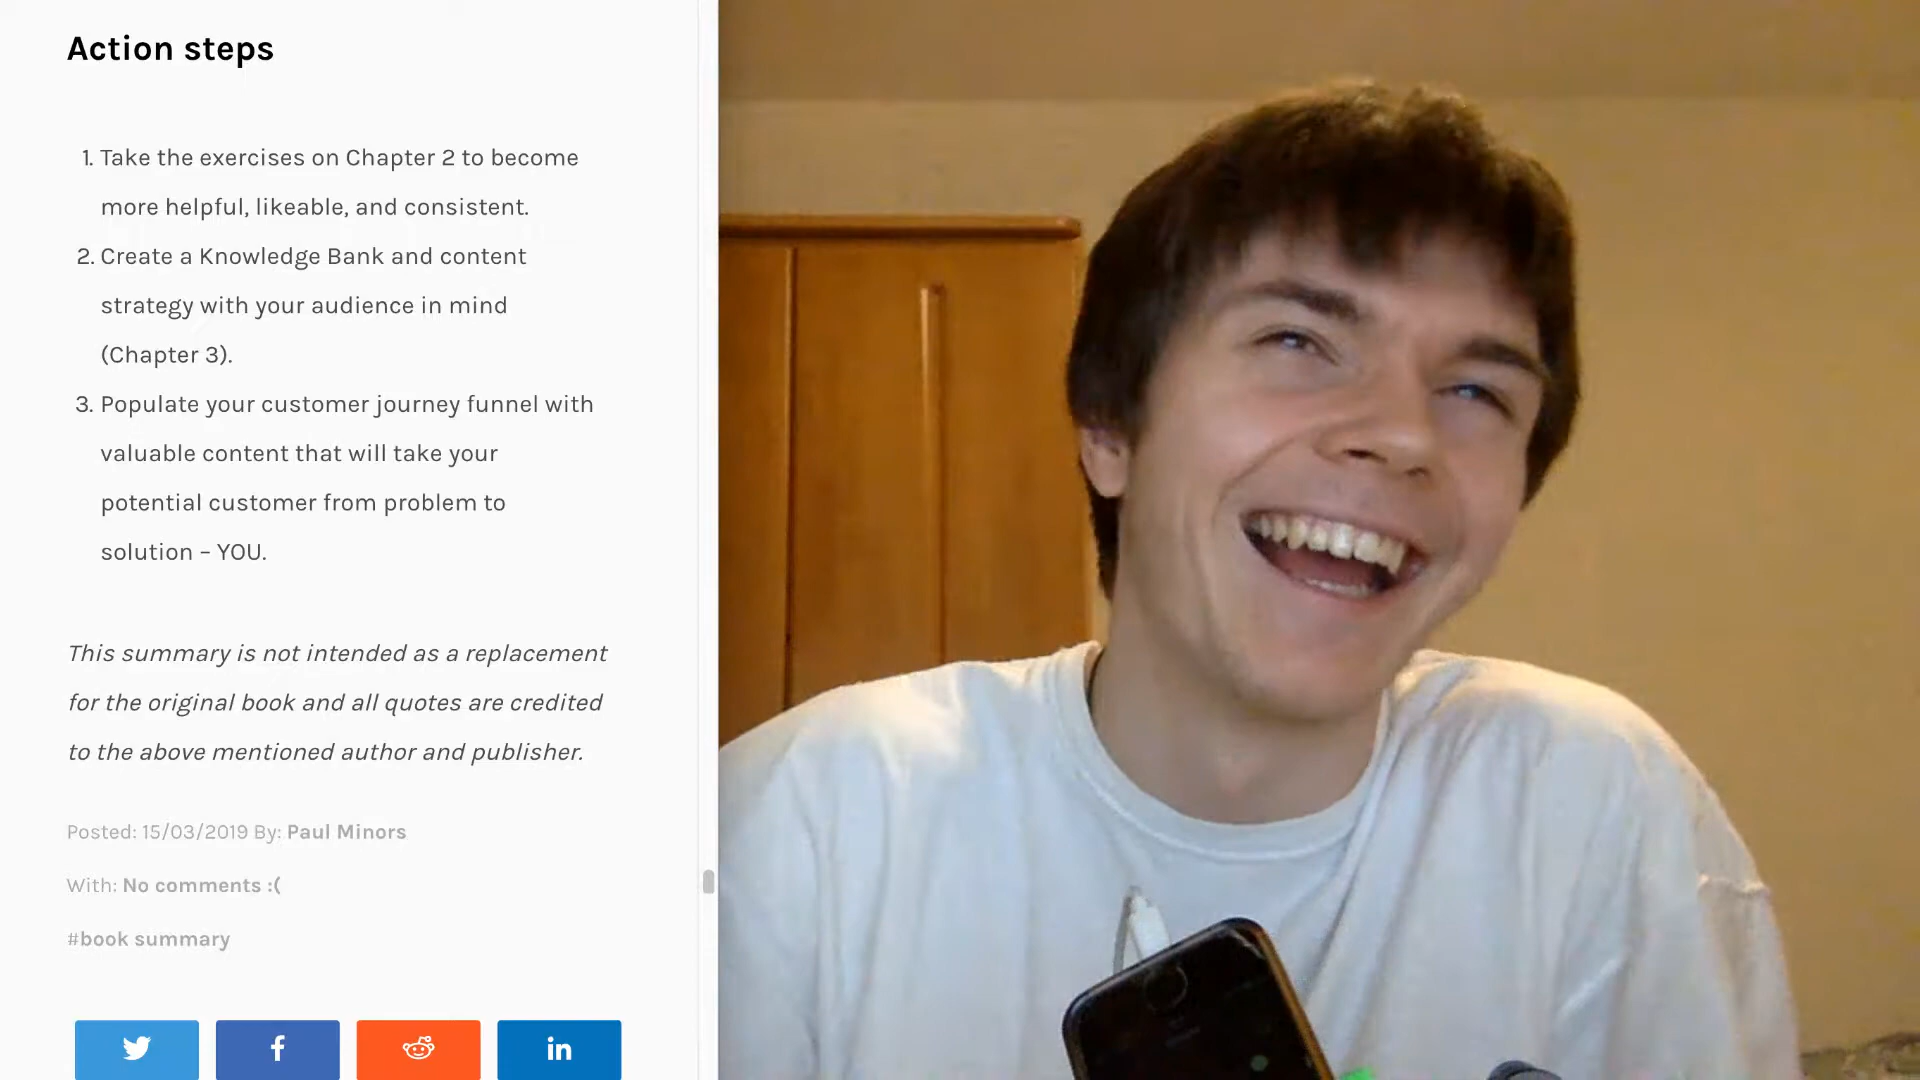 Action steps
1. Take the exercises on Chapter 2 to become
more helpful, likeable, and consistent.
2. Create a Knowledge Bank and content
strategy with your audience in mind
(Chapter 3).
3. Populate your customer journey funnel with
valuable content that will take your
potential customer from problem to
solution – YOU.
This summary is not intended as a replacement
for the original book and all quotes are credited
to the above mentioned author and publisher.
Posted: 15/03/2019 By: Paul Minors
With: No comments :(
#book summary